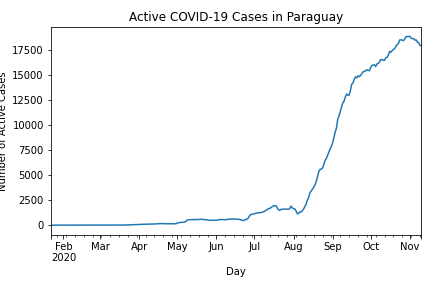 Active COVID-19 Cases in Paraguay
Number of Active Cases
17500
15000
12500
10000
7500
5000
2500
0
Feb Mar Apr May Jun Jul Aug Sep Oct Nov
2020
Day